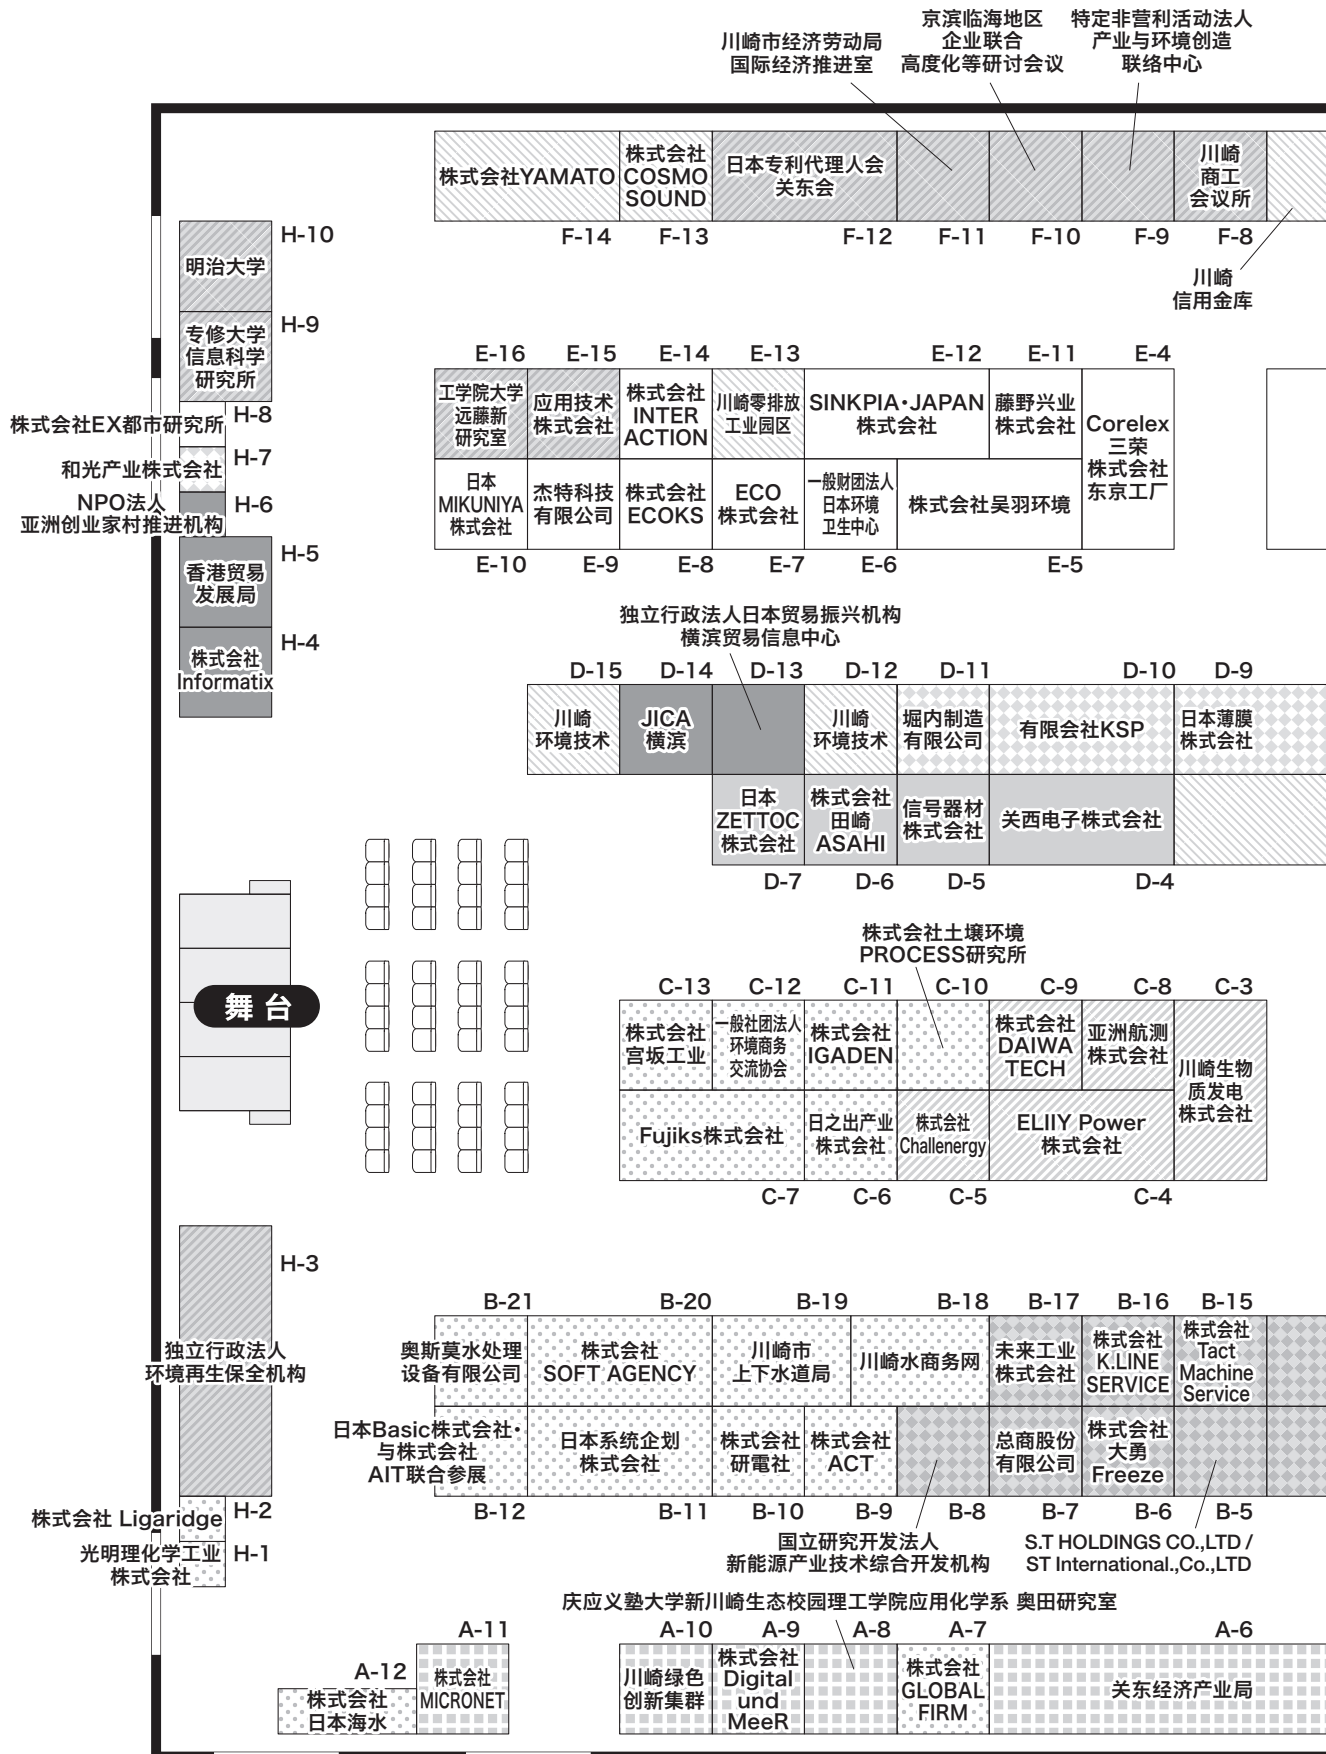 川崎市经济劳动局
国际经济推进室
京滨临海地区
企业联合
高度化等研讨会议
特定非营利活动法人
产业与环境创造
联络中心
株式会社YAMATO
株式会社
COSMO
SOUND
日本专利代理人会
关东会
川崎
商工
会议所
F-14
F-13
F-12
F-11
F-10
F-9
F-8
川崎
信用金库
H-10
明治大学
H-9
专修大学
信息科学
研究所
H-8
株式会社EX都市研究所
H-7
和光产业株式会社
H-6
NPO法人
亚洲创业家村推进机构
H-5
香港贸易
发展局
H-4
株式会社
Informatix
E-16
E-15
E-14
E-13
E-12
E-11
E-4
工学院大学
远藤新
研究室
应用技术
株式会社
株式会社
INTER
ACTION
川崎零排放
工业园区
SINKPIA・JAPAN
株式会社
藤野兴业
株式会社
Corelex
三荣
株式会社
东京工厂
日本
MIKUNIYA
株式会社
杰特科技
有限公司
株式会社
ECOKS
ECO
株式会社
一般财团法人
日本环境
卫生中心
株式会社吴羽环境
E-10
E-9
E-8
E-7
E-6
E-5
独立行政法人日本贸易振兴机构
横滨贸易信息中心
D-15
D-14
D-13
D-12
D-11
D-10
D-9
川崎
环境技术
JICA
横滨
川崎
环境技术
堀内制造
有限公司
有限会社KSP
日本薄膜
株式会社
日本
ZETTOC
株式会社
株式会社
田崎
ASAHI
信号器材
株式会社
关西电子株式会社
D-7
D-6
D-5
D-4
舞台
株式会社土壤环境
PROCESS研究所
C-13
C-12
C-11
C-10
C-9
C-8
C-3
株式会社
宫坂工业
一般社团法人
环境商务
交流协会
株式会社
IGADEN
株式会社
DAIWA
TECH
亚洲航测
株式会社
川崎生物
质发电
株式会社
Fujiks株式会社
日之出产业
株式会社
株式会社
Challenergy
ELIIY Power
株式会社
C-7
C-6
C-5
C-4
H-3
独立行政法人
环境再生保全机构
H-2
株式会社 Ligaridge
H-1
光明理化学工业
株式会社
B-21
B-20
B-19
B-18
B-17
B-16
B-15
奥斯莫水处理
设备有限公司
株式会社
SOFT AGENCY
川崎市
上下水道局
川崎水商务网
未来工业
株式会社
株式会社
K.LINE
SERVICE
株式会社
Tact
Machine
Service
日本Basic株式会社・
与株式会社
AIT联合参展
日本系统企划
株式会社
株式会社
研電社
株式会社
ACT
总商股份
有限公司
株式会社
大勇
Freeze
B-12
B-11
B-10
B-9
B-8
B-7
B-6
B-5
国立研究开发法人
新能源产业技术综合开发机构
S.T HOLDINGS CO.,LTD /
ST International.,Co.,LTD
庆应义塾大学新川崎生态校园理工学院应用化学系 奥田研究室
A-12
A-11
A-10
A-9
A-8
A-7
A-6
株式会社
日本海水
株式会社
MICRONET
川崎绿色
创新集群
株式会社
Digital
und
MeeR
株式会社
GLOBAL
FIRM
关东经济产业局